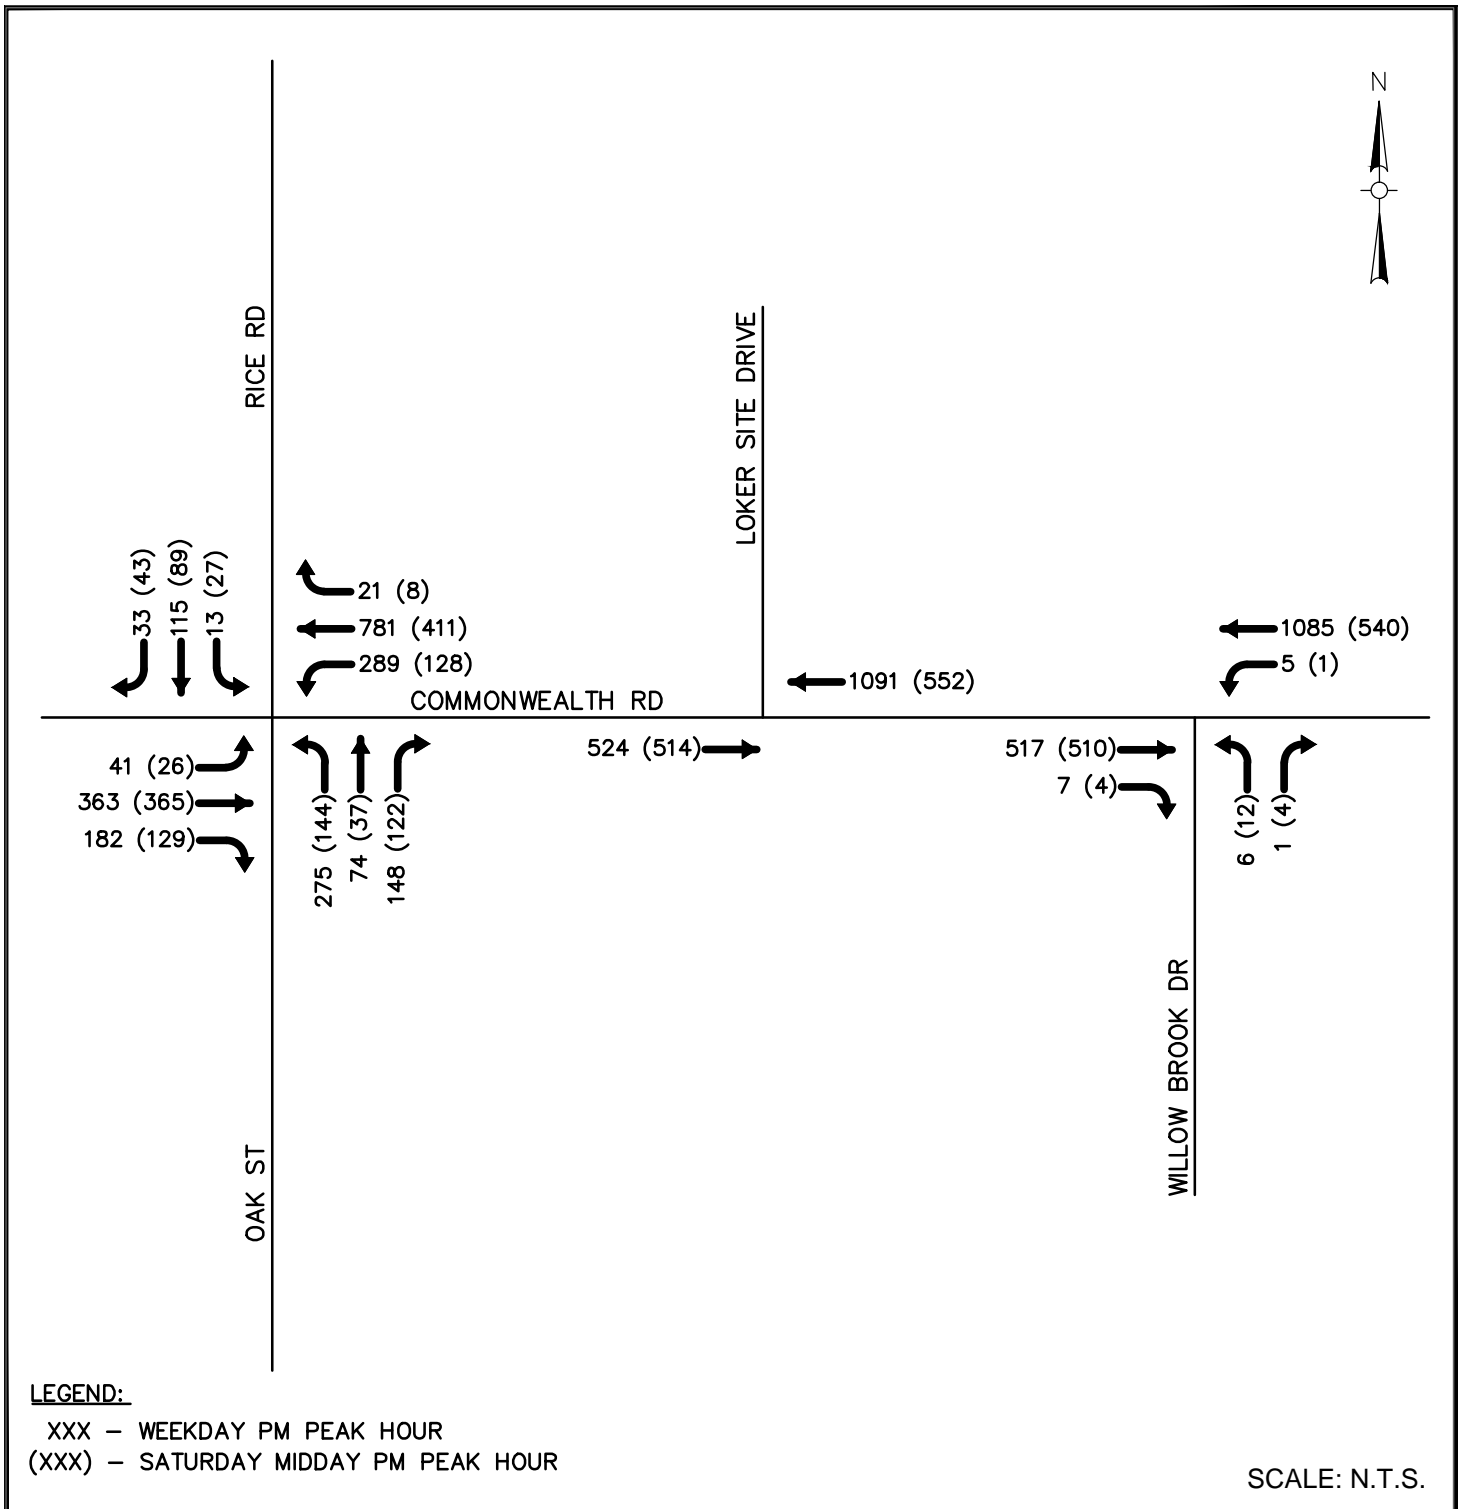 N
RICE RD
LOKER SITE DRIVE
33 (43)
115 (89)
13 (27)
21 (8)
781 (411)
289 (128)
1085 (540)
5 (1)
1091 (552)
COMMONWEALTH RD
41 (26)
363 (365)
182 (129)
275 (144)
74 (37)
148 (122)
524 (514)
517 (510)
7 (4)
6 (12)
1 (4)
WILLOW BROOK DR
OAK ST
LEGEND:
XXX – WEEKDAY PM PEAK HOUR
(XXX) – SATURDAY MIDDAY PM PEAK HOUR
SCALE: N.T.S.